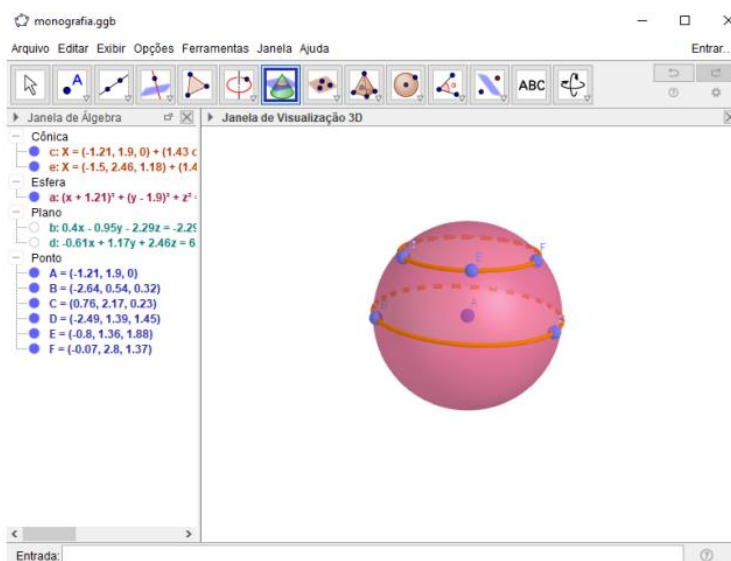 monografia.ggb
Arquivo Editar Exibir Opções Ferramentas Janela Ajuda
Entrar...
A
ABC
Janela de Álgebra
Janela de Visualização 3D
Cônica
c: X = (-1.21, 1.9, 0) + (1.43 c
e: X = (-1.5, 2.46, 1.18) + (1.4
Esfera
a: (x + 1.21)² + (y - 1.9)² + z² =
Plano
b: 0.4x - 0.95y - 2.29z = -2.29
d: -0.61x + 1.17y + 2.46z = 6
Ponto
A = (-1.21, 1.9, 0)
B = (-2.64, 0.54, 0.32)
C = (0.76, 2.17, 0.23)
D = (-2.49, 1.39, 1.45)
E = (-0.8, 1.36, 1.88)
F = (-0.07, 2.8, 1.37)
F
E
B
A
Entrada: